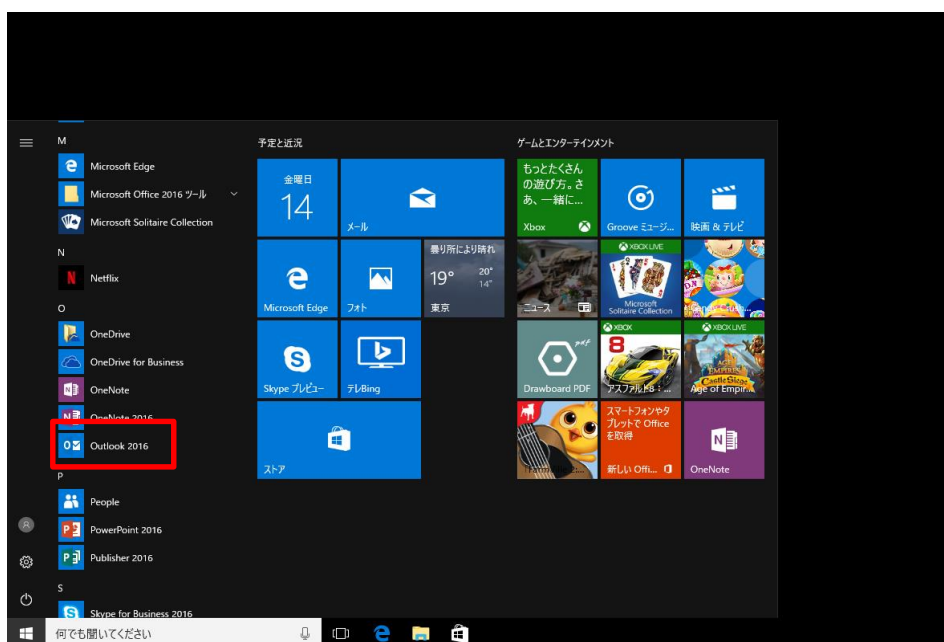 M
Microsoft Edge
Microsoft Office 2016 ツール
Microsoft Solitaire Collection
N
Netflix
O
OneDrive
OneDrive for Business
OneNote
OneNote 2016
Outlook 2016
P
People
PowerPoint 2016
Publisher 2016
S
Skype for Business 2016
予定と近況
金曜日
14
メール
Microsoft Edge
フォト
曇り所により晴れ
19°
20°
14°
東京
Skype プレビュー
テレBing
ストア
ゲームとエンターテインメント
もっとたくさん
の遊び方。さ
あ、一緒に...
Xbox
Groove ミュージ...
映画 & テレビ
ニュース
XBOX LIVE
Microsoft
Solitaire Collection
Drawboard PDF
XBOX
8
アスファルト8：...
XBOX LIVE
AGE
EMPIRES
Castle Siege
Age of Empir...
スマートフォンやタ
ブレットで Office
を取得
新しい Offi...
OneNote
何でも聞いてください